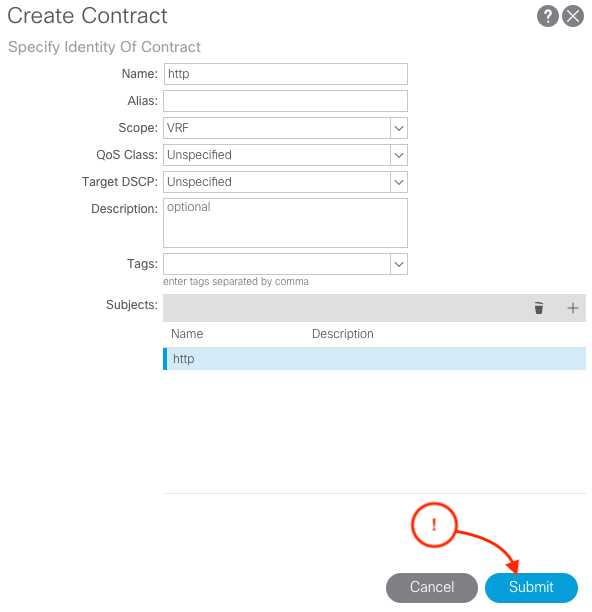 Create Contract
?
Specify Identity Of Contract
Name: http
Alias:
Scope: VRF
QoS Class: Unspecified
Target DSCP: Unspecified
Description: optional
Tags:
enter tags separated by comma
Subjects:
Name Description
http
!
Cancel Submit